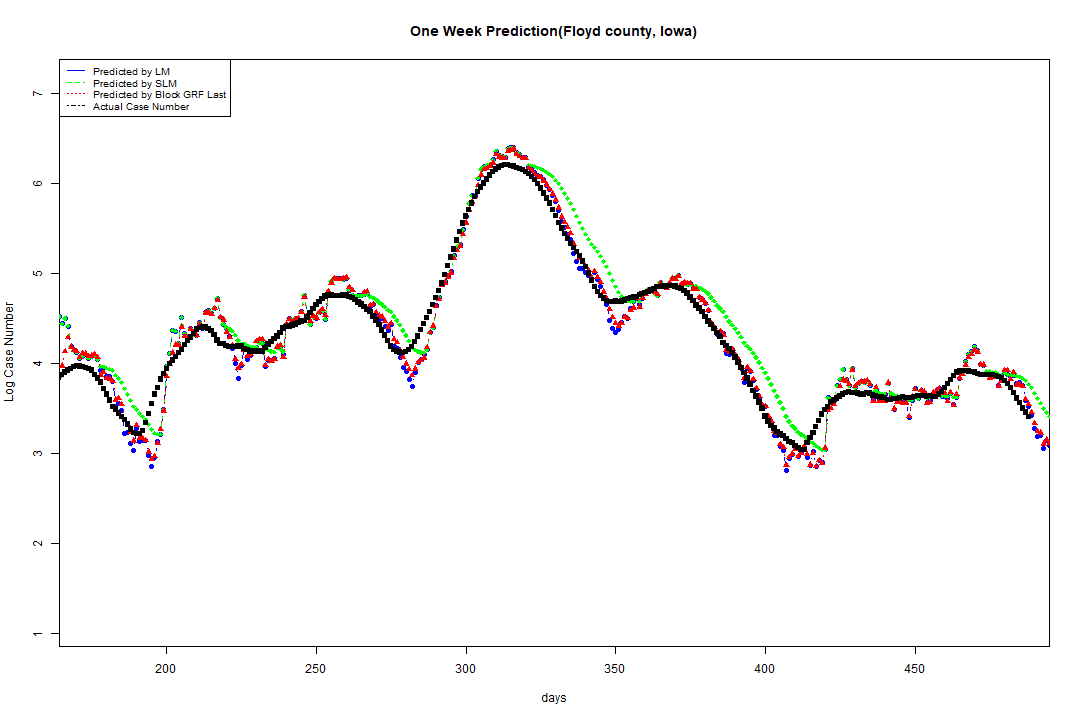 One Week Prediction(Floyd county, Iowa)
Predicted by LM
Predicted by SLM
Predicted by Block GRF Last
Actual Case Number
7
6
5
4
3
2
1
Log Case Number
200 250 300 350 400 450
days